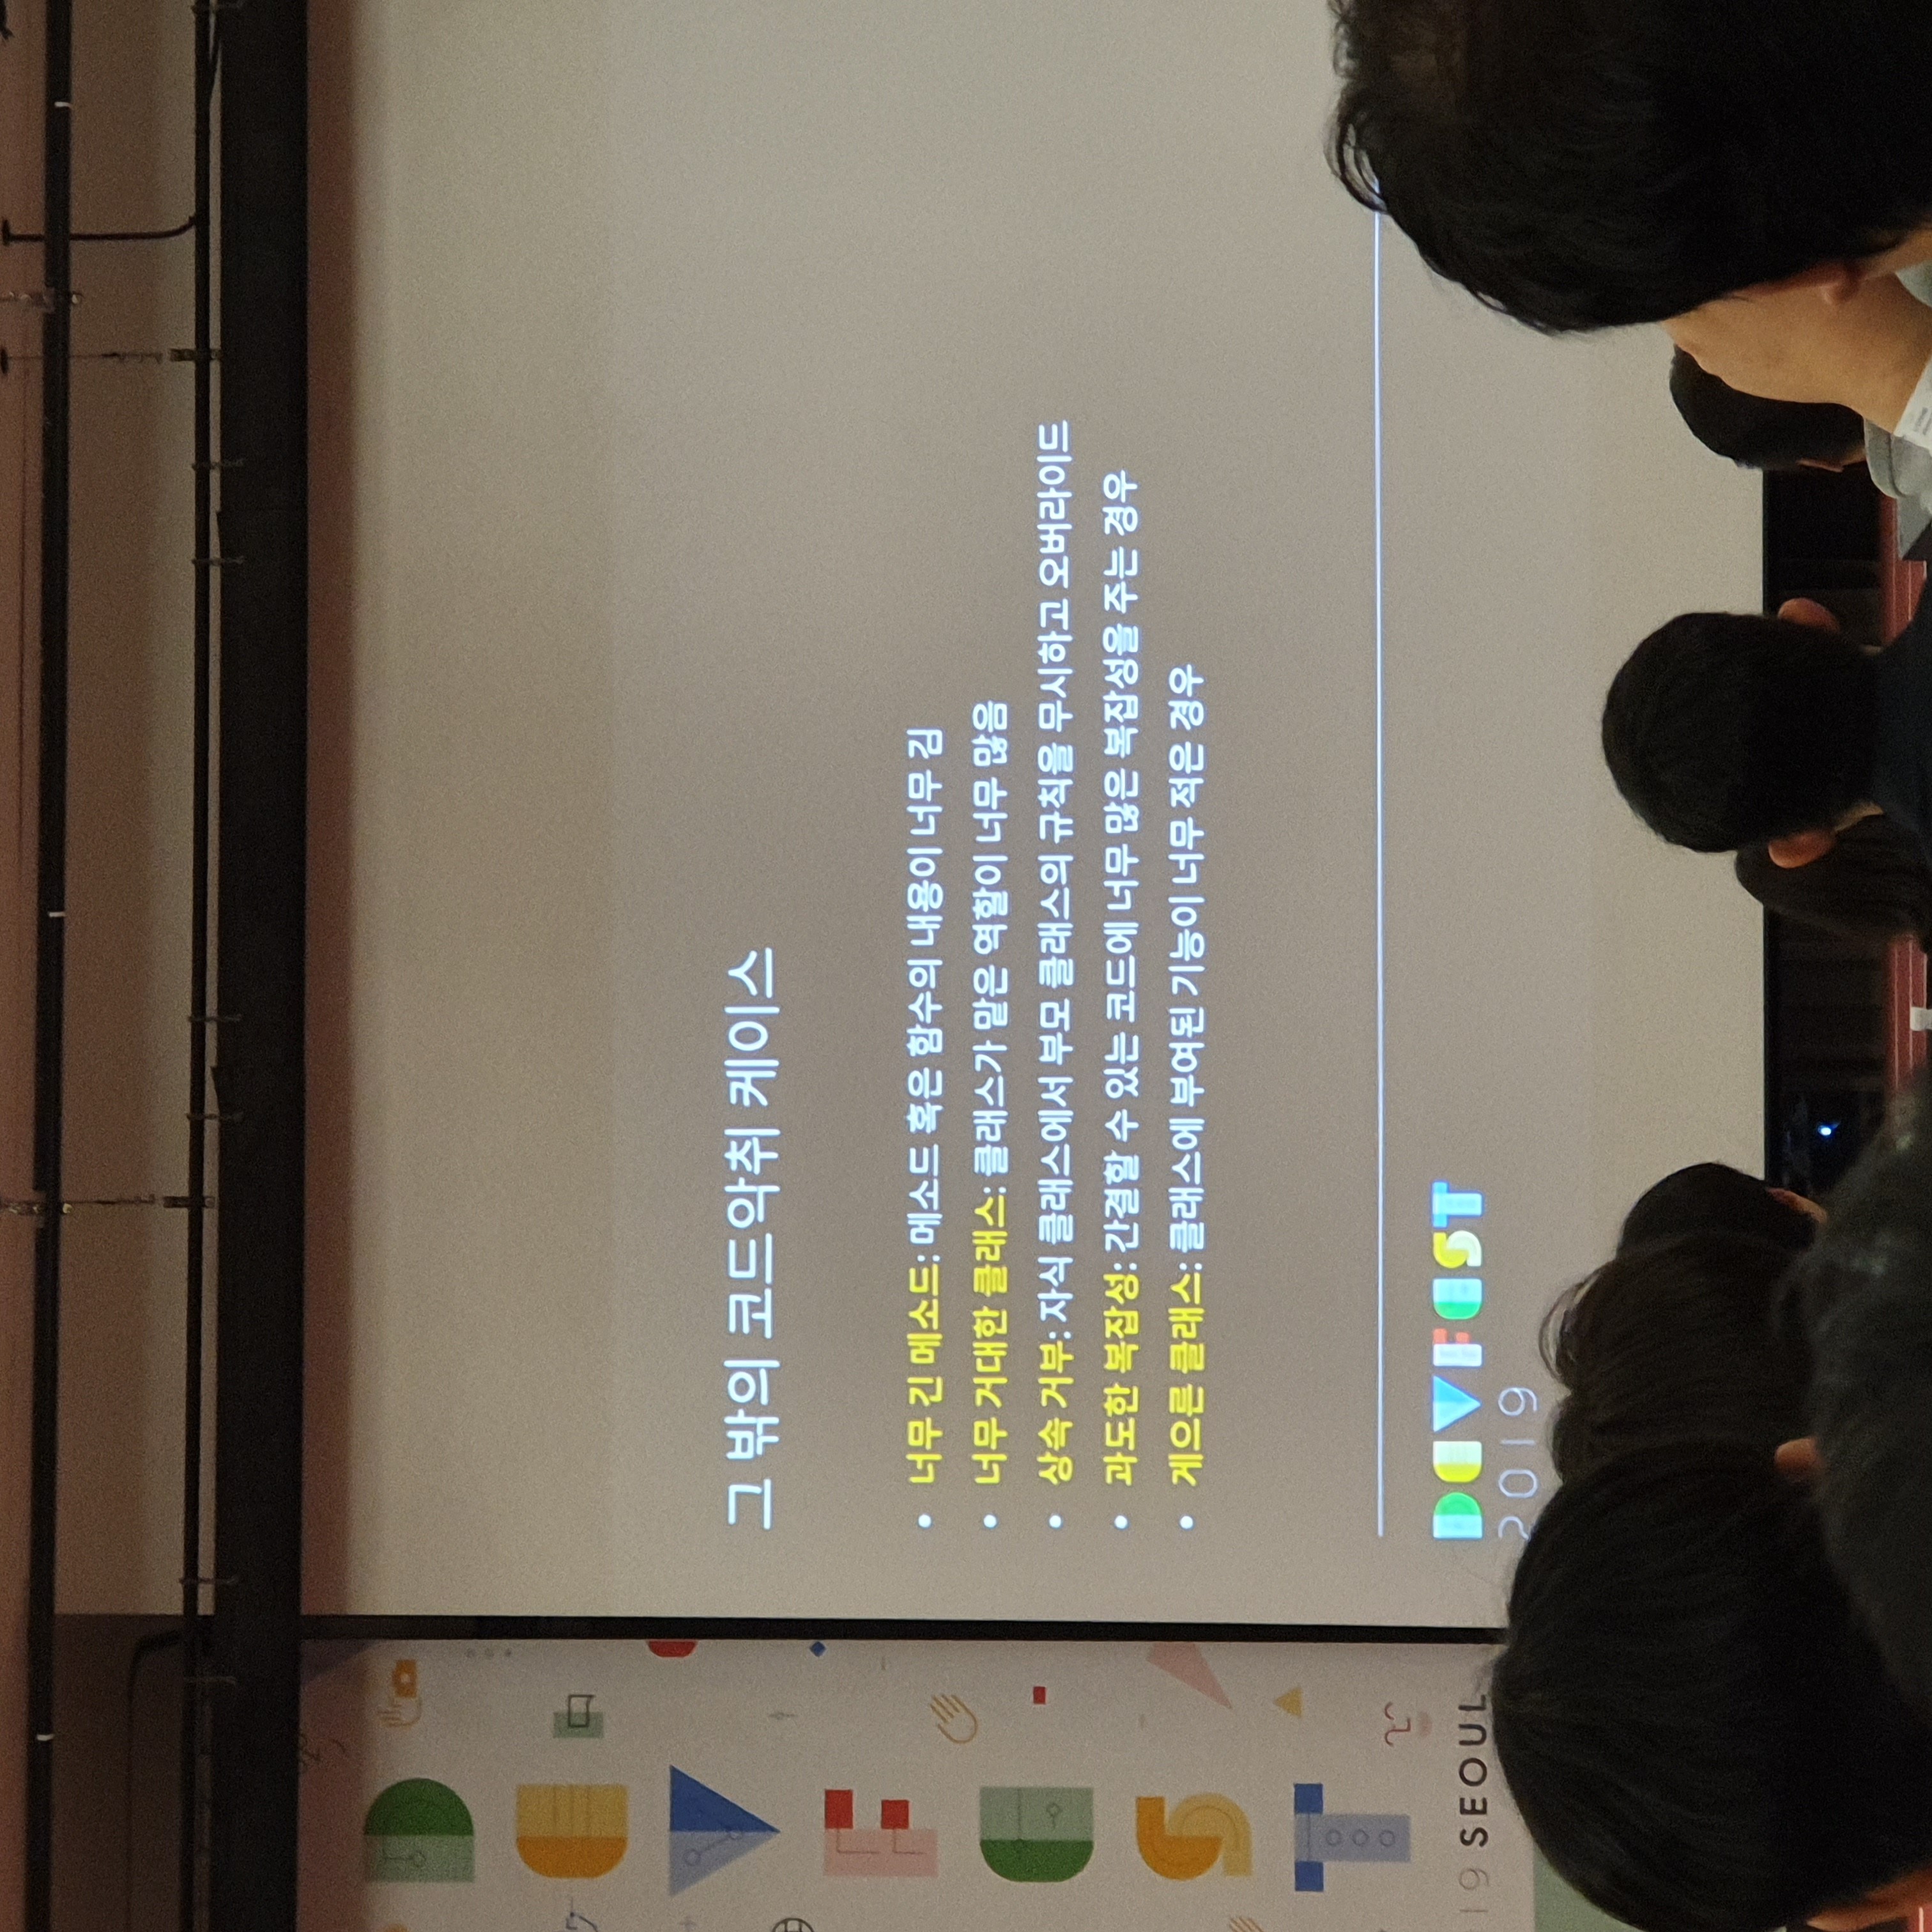 DEVFEST
19 SEOUL
그 밖의 코드악취 케이스
• 너무 긴 메소드: 메소드 혹은 함수의 내용이 너무 김
• 너무 거대한 클래스: 클래스가 맡은 역할이 너무 많음
• 상속 거부: 자식 클래스에서 부모 클래스의 규칙을 무시하고 오버라이드
• 과도한 복잡성: 간결할 수 있는 코드에 너무 많은 복잡성을 주는 경우
• 게으른 클래스: 클래스에 부여된 기능이 너무 적은 경우
DEVFEST
2019